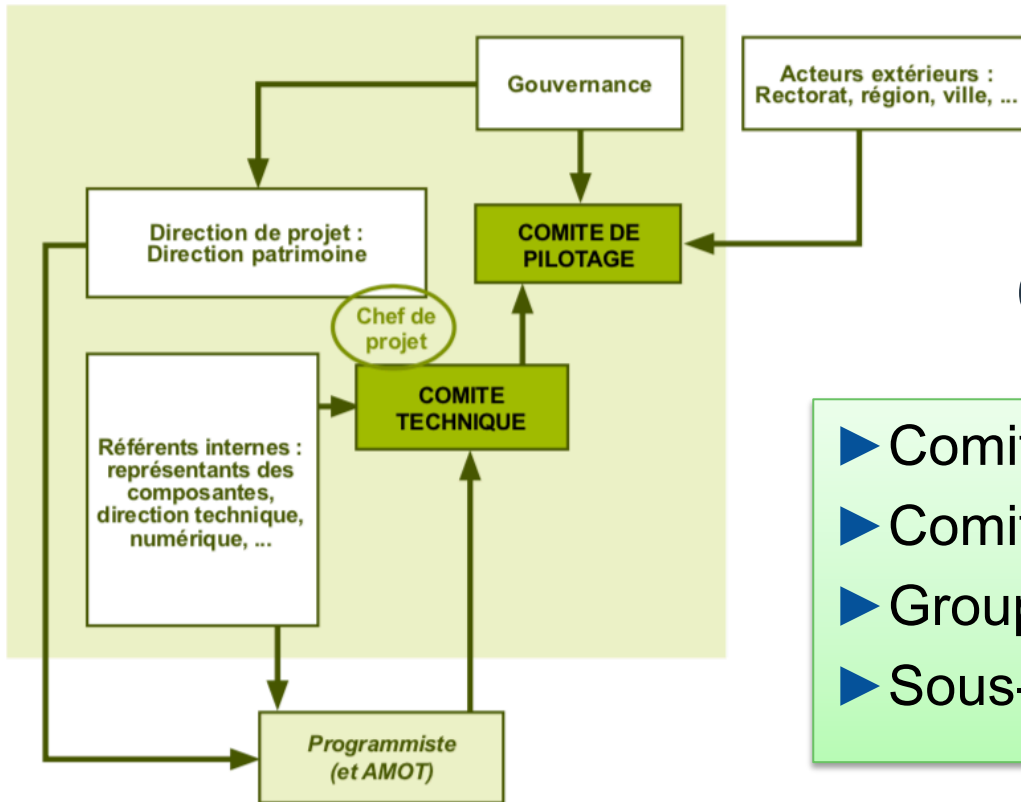 Gouvernance
Acteurs extérieurs :
Rectorat, région, ville, ...
Direction de projet :
Direction patrimoine
COMITE DE
PILOTAGE
Chef de
projet
COMITE
TECHNIQUE
Référents internes :
représentants des
composantes,
direction technique,
numérique, ...
Programmiste
(et AMOT)
►Comi
►Comi
►Group
►Sous-